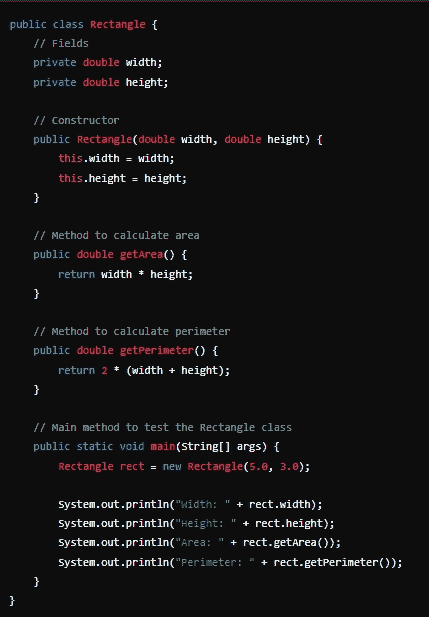 public class Rectangle {
    // Fields
    private double width;
    private double height;

    // Constructor
    public Rectangle(double width, double height) {
        this.width = width;
        this.height = height;
    }

    // Method to calculate area
    public double getArea() {
        return width * height;
    }

    // Method to calculate perimeter
    public double getPerimeter() {
        return 2 * (width + height);
    }

    // Main method to test the Rectangle class
    public static void main(String[] args) {
        Rectangle rect = new Rectangle(5.0, 3.0);

        System.out.println("Width: " + rect.width);
        System.out.println("Height: " + rect.height);
        System.out.println("Area: " + rect.getArea());
        System.out.println("Perimeter: " + rect.getPerimeter());
    }
}